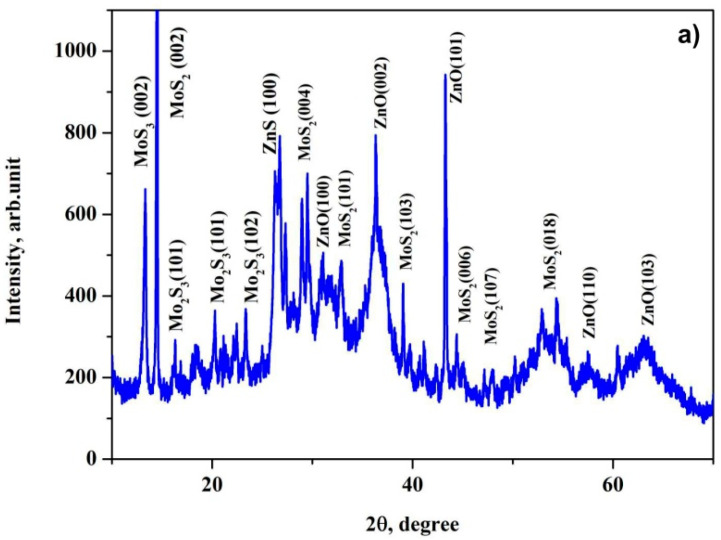 a)
Intensity, arb.unit
1000
800
600
400
200
0
MoS₃ (002)
MoS₂ (002)
Mo₂S₃(101)
Mo₂S₃(101)
Mo₂S₃(102)
ZnS (100)
MoS₂(004)
ZnO(100)
MoS₂(101)
ZnO(002)
MoS₂(103)
ZnO(101)
MoS₂(006)
MoS₂(107)
MoS₂(018)
ZnO(110)
ZnO(103)
20
40
60
2θ, degree